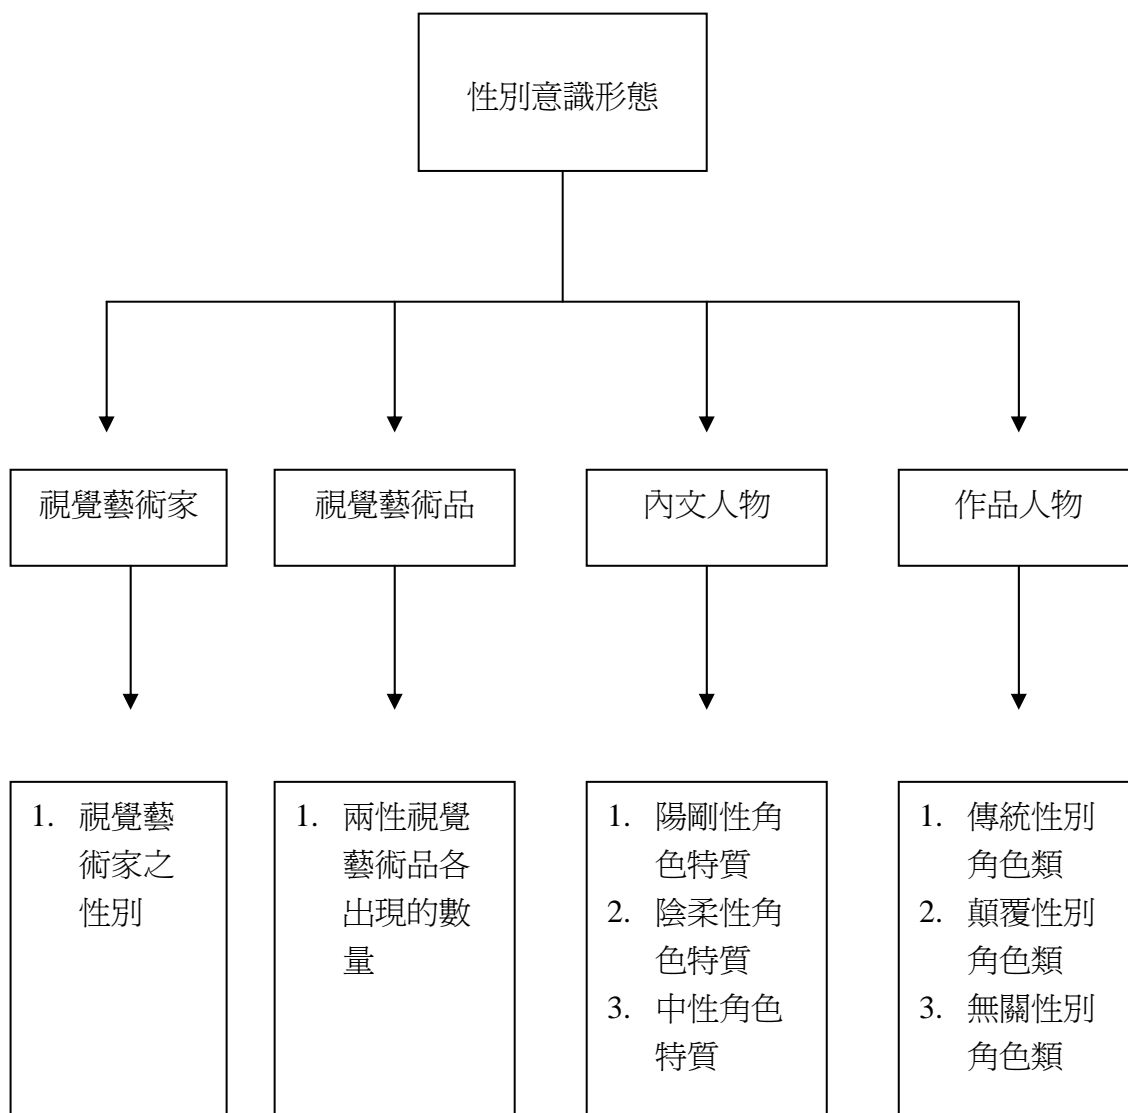 性別意識形態
視覺藝術家
視覺藝術品
內文人物
作品人物
1. 視覺藝
術家之
性別
1. 兩性視覺
藝術品各
出現的數
量
1. 陽剛性角
色特質
2. 陰柔性角
色特質
3. 中性角色
特質
1. 傳統性別
角色類
2. 顛覆性別
角色類
3. 無關性別
角色類